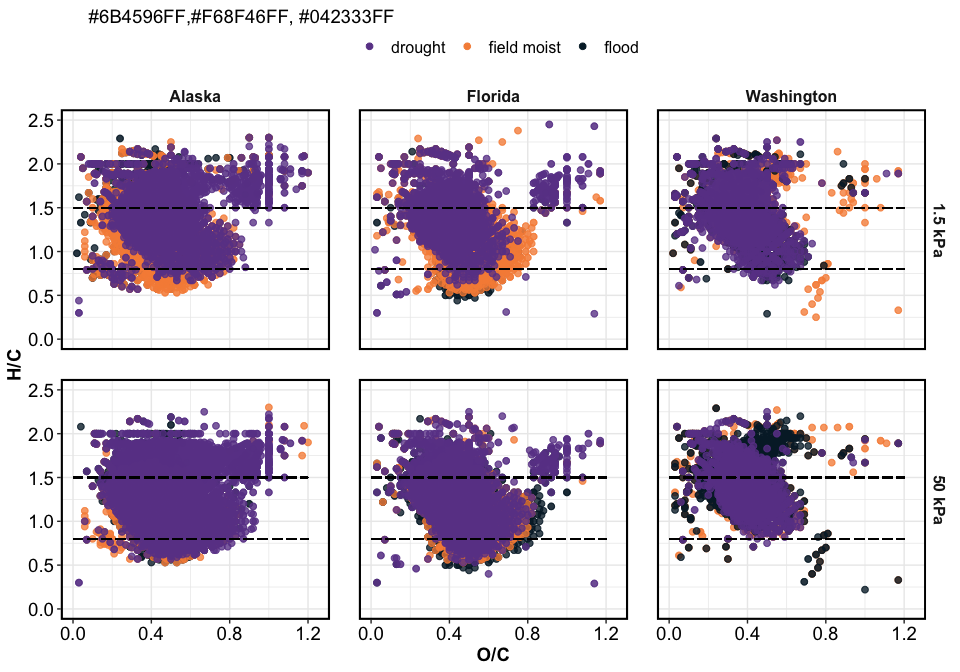 #6B4596FF,#F68F46FF, #042333FF
drought field moist flood
Alaska Florida Washington
2.5
2.0
1.5
1.0
0.5
0.0
1.5 kPa
H/C
2.5
2.0
1.5
1.0
0.5
0.0
50 kPa
0.0 0.4 0.8 1.2 0.0 0.4 0.8 1.2 0.0 0.4 0.8 1.2
O/C